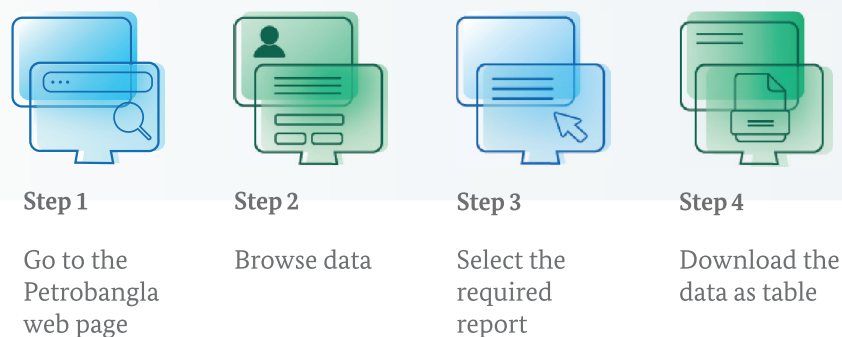 Step 1
Go to the
Petrobangla
web page
Step 2
Browse data
Step 3
Select the
required
report
Step 4
Download the
data as table